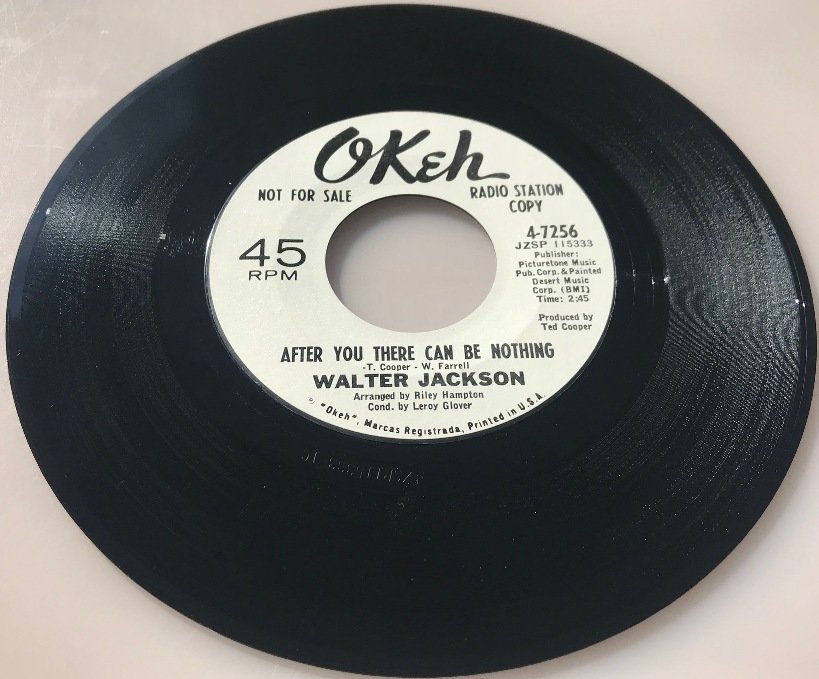 OKeh
NOT FOR SALE
RADIO STATION
COPY
45
RPM
4-7256
JZSP 115333
Publisher:
Picturetone Music
Pub. Corp. & Painted
Desert Music
Corp. (BMI)
Time: 2:45
Produced by
Ted Cooper
AFTER YOU THERE CAN BE NOTHING
-T. Cooper - W. Farrell
WALTER JACKSON
Arranged by Riley Hampton
Cond. by Leroy Glover
"Okeh", Marcas Registrada, Printed in U.S.A.